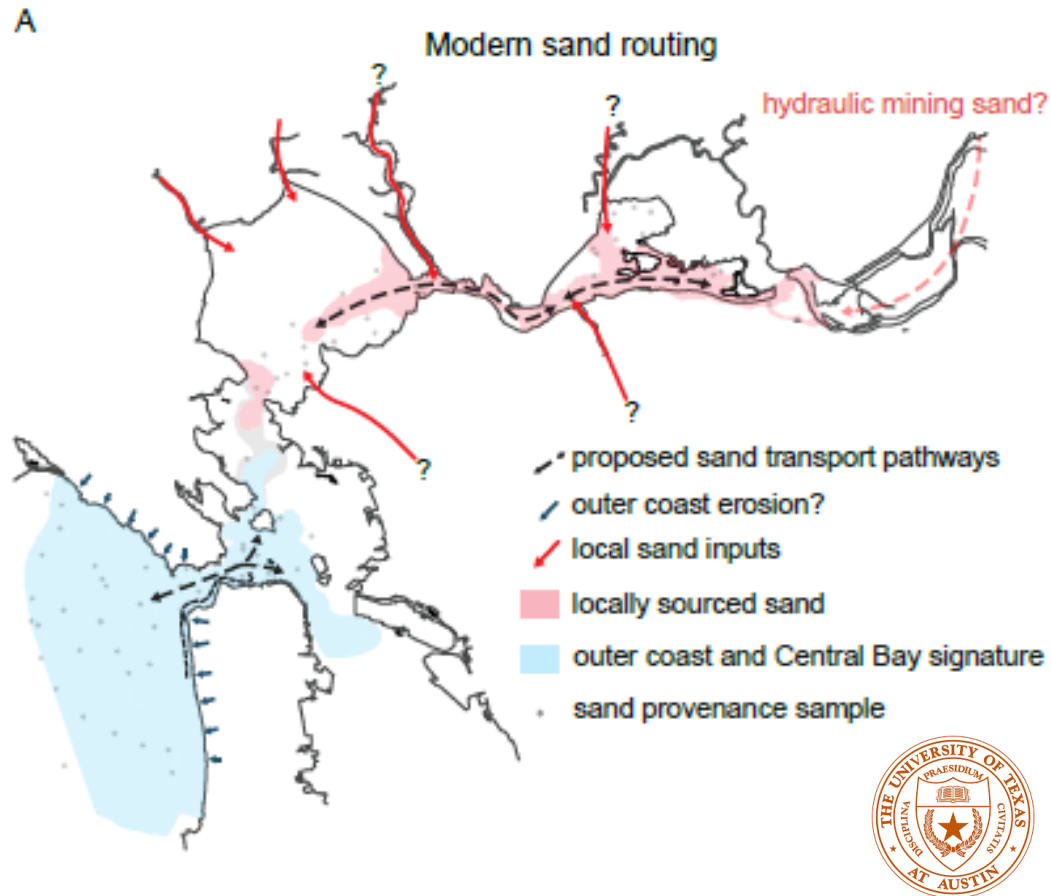 A
Modern sand routing
?
?
hydraulic mining sand?
?
?
proposed sand transport pathways
outer coast erosion?
local sand inputs
locally sourced sand
outer coast and Central Bay signature
sand provenance sample
THE UNIVERSITY OF TEXAS
PRAESIDIUM
DISCIPLINA
CIVITATIS
AT AUSTIN